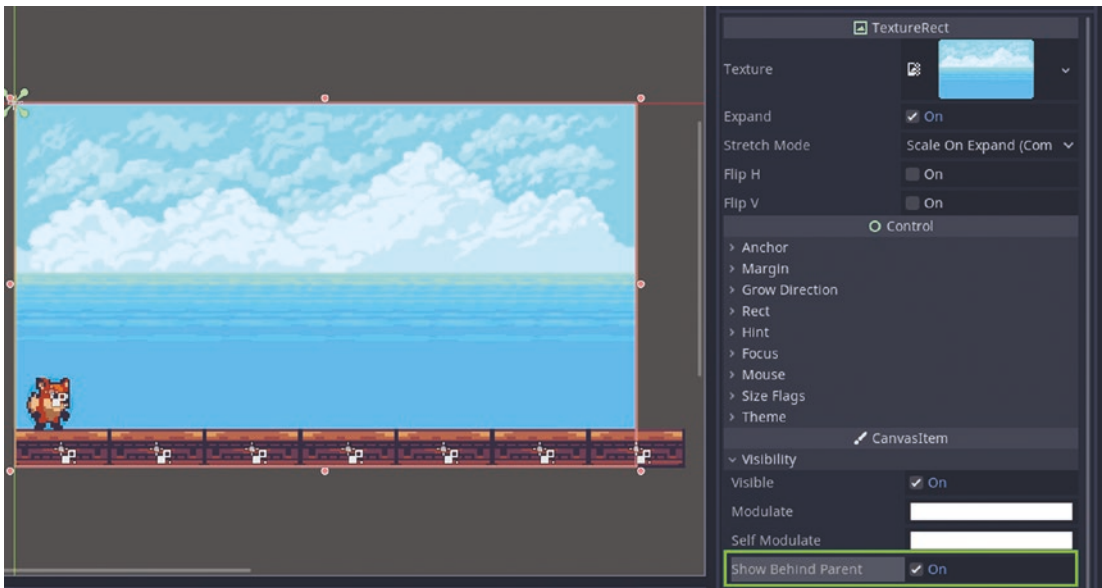 TextureRect
Texture
Expand On
Stretch Mode Scale On Expand (Com
Flip H On
Flip V On
Control
Anchor
Margin
Grow Direction
Rect
Hint
Focus
Mouse
Size Flags
Theme
CanvasItem
Visibility
Visible On
Modulate
Self Modulate
Show Behind Parent On